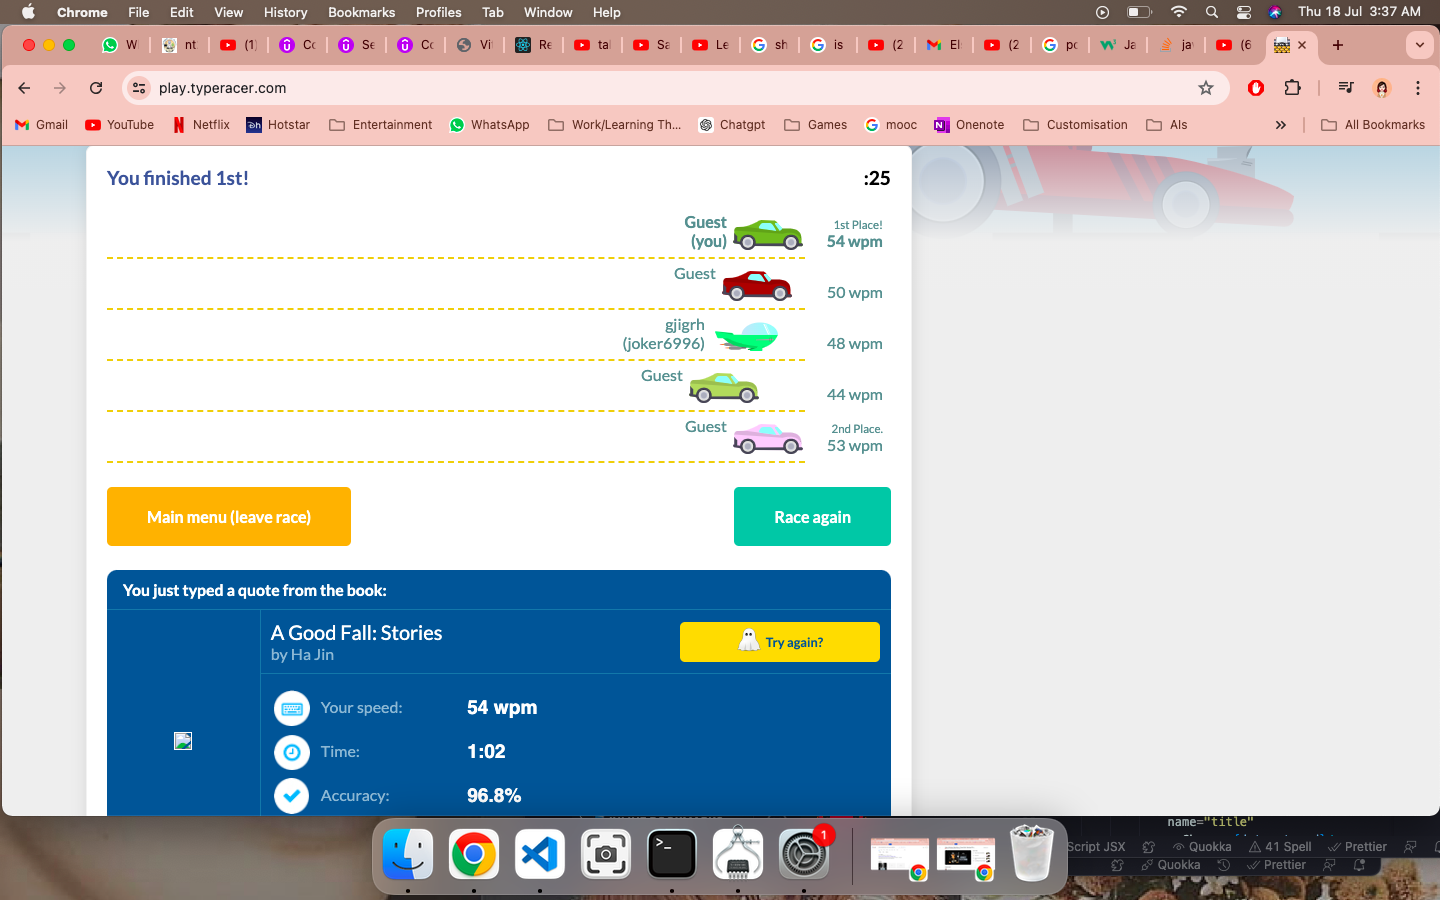 Chrome File Edit View History Bookmarks Profiles Tab Window Help Thu 18 Jul 3:37 AM
W nt (1) Co Se Co Vi Re tal Sa Le sh is (2 El (2 pc Ja jav (6
play.typeracer.com
Gmail YouTube Netflix Hotstar Entertainment WhatsApp Work/Learning Th... Chatgpt Games mooc Onenote Customisation AIs » All Bookmarks
You finished 1st! :25
Guest (you) 1st Place! 54 wpm
Guest 50 wpm
gjigrh (joker6996) 48 wpm
Guest 44 wpm
Guest 2nd Place. 53 wpm
Main menu (leave race) Race again
You just typed a quote from the book:
A Good Fall: Stories
by Ha Jin
Try again?
Your speed: 54 wpm
Time: 1:02
Accuracy: 96.8%
name="title"
Script JSX Quokka 41 Spell Prettier
Quokka Prettier
1